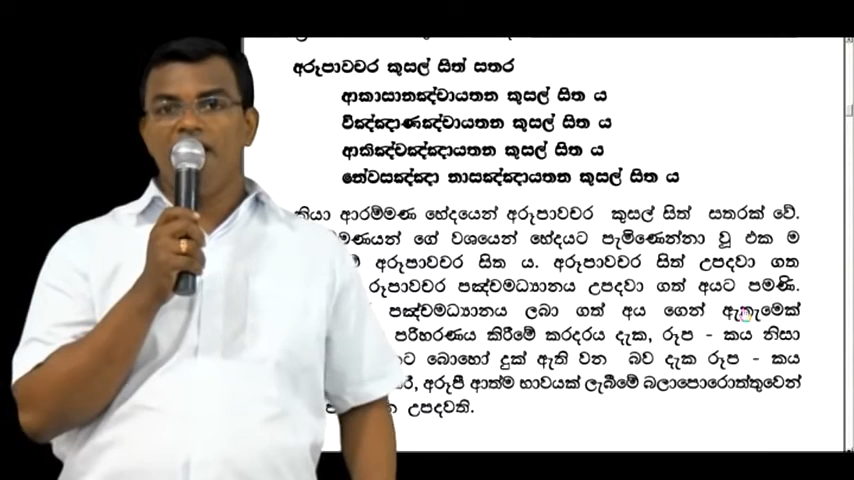 අරූපාවචර කුසල් සිත් සතර
ආකාසානඤ්චායතන කුසල් සිත ය
විඤ්ඤාණඤ්චායතන කුසල් සිත ය
ආකිඤ්චඤ්ඤායතන කුසල් සිත ය
නේවසඤ්ඤා නාසඤ්ඤායතන කුසල් සිත ය
කියා ආරම්මණ භේදයෙන් අරූපාවචර කුසල් සිත් සතරක් වේ.
ගේ වශයෙන් භේදයට පැමිණෙන්නා වූ එක ම
අරූපාවචර සිත ය. අරූපාවචර සිත් උපදවා ගත
රූපාවචර පඤ්චමධ්‍යානය උපදවා ගත් අයට පමණි.
පඤ්චමධ්‍යානය ලබා ගත් අය ගෙන් ඇතැමෙක්
පරිහරණය කිරීමේ කරදරය දැක, රූප - කය නිසා
බොහෝ දුක් ඇති වන බව දැක රූප - කය
අරූපී ආත්ම භාවයක් ලැබීමේ බලාපොරොත්තුවෙන්
උපදවති.